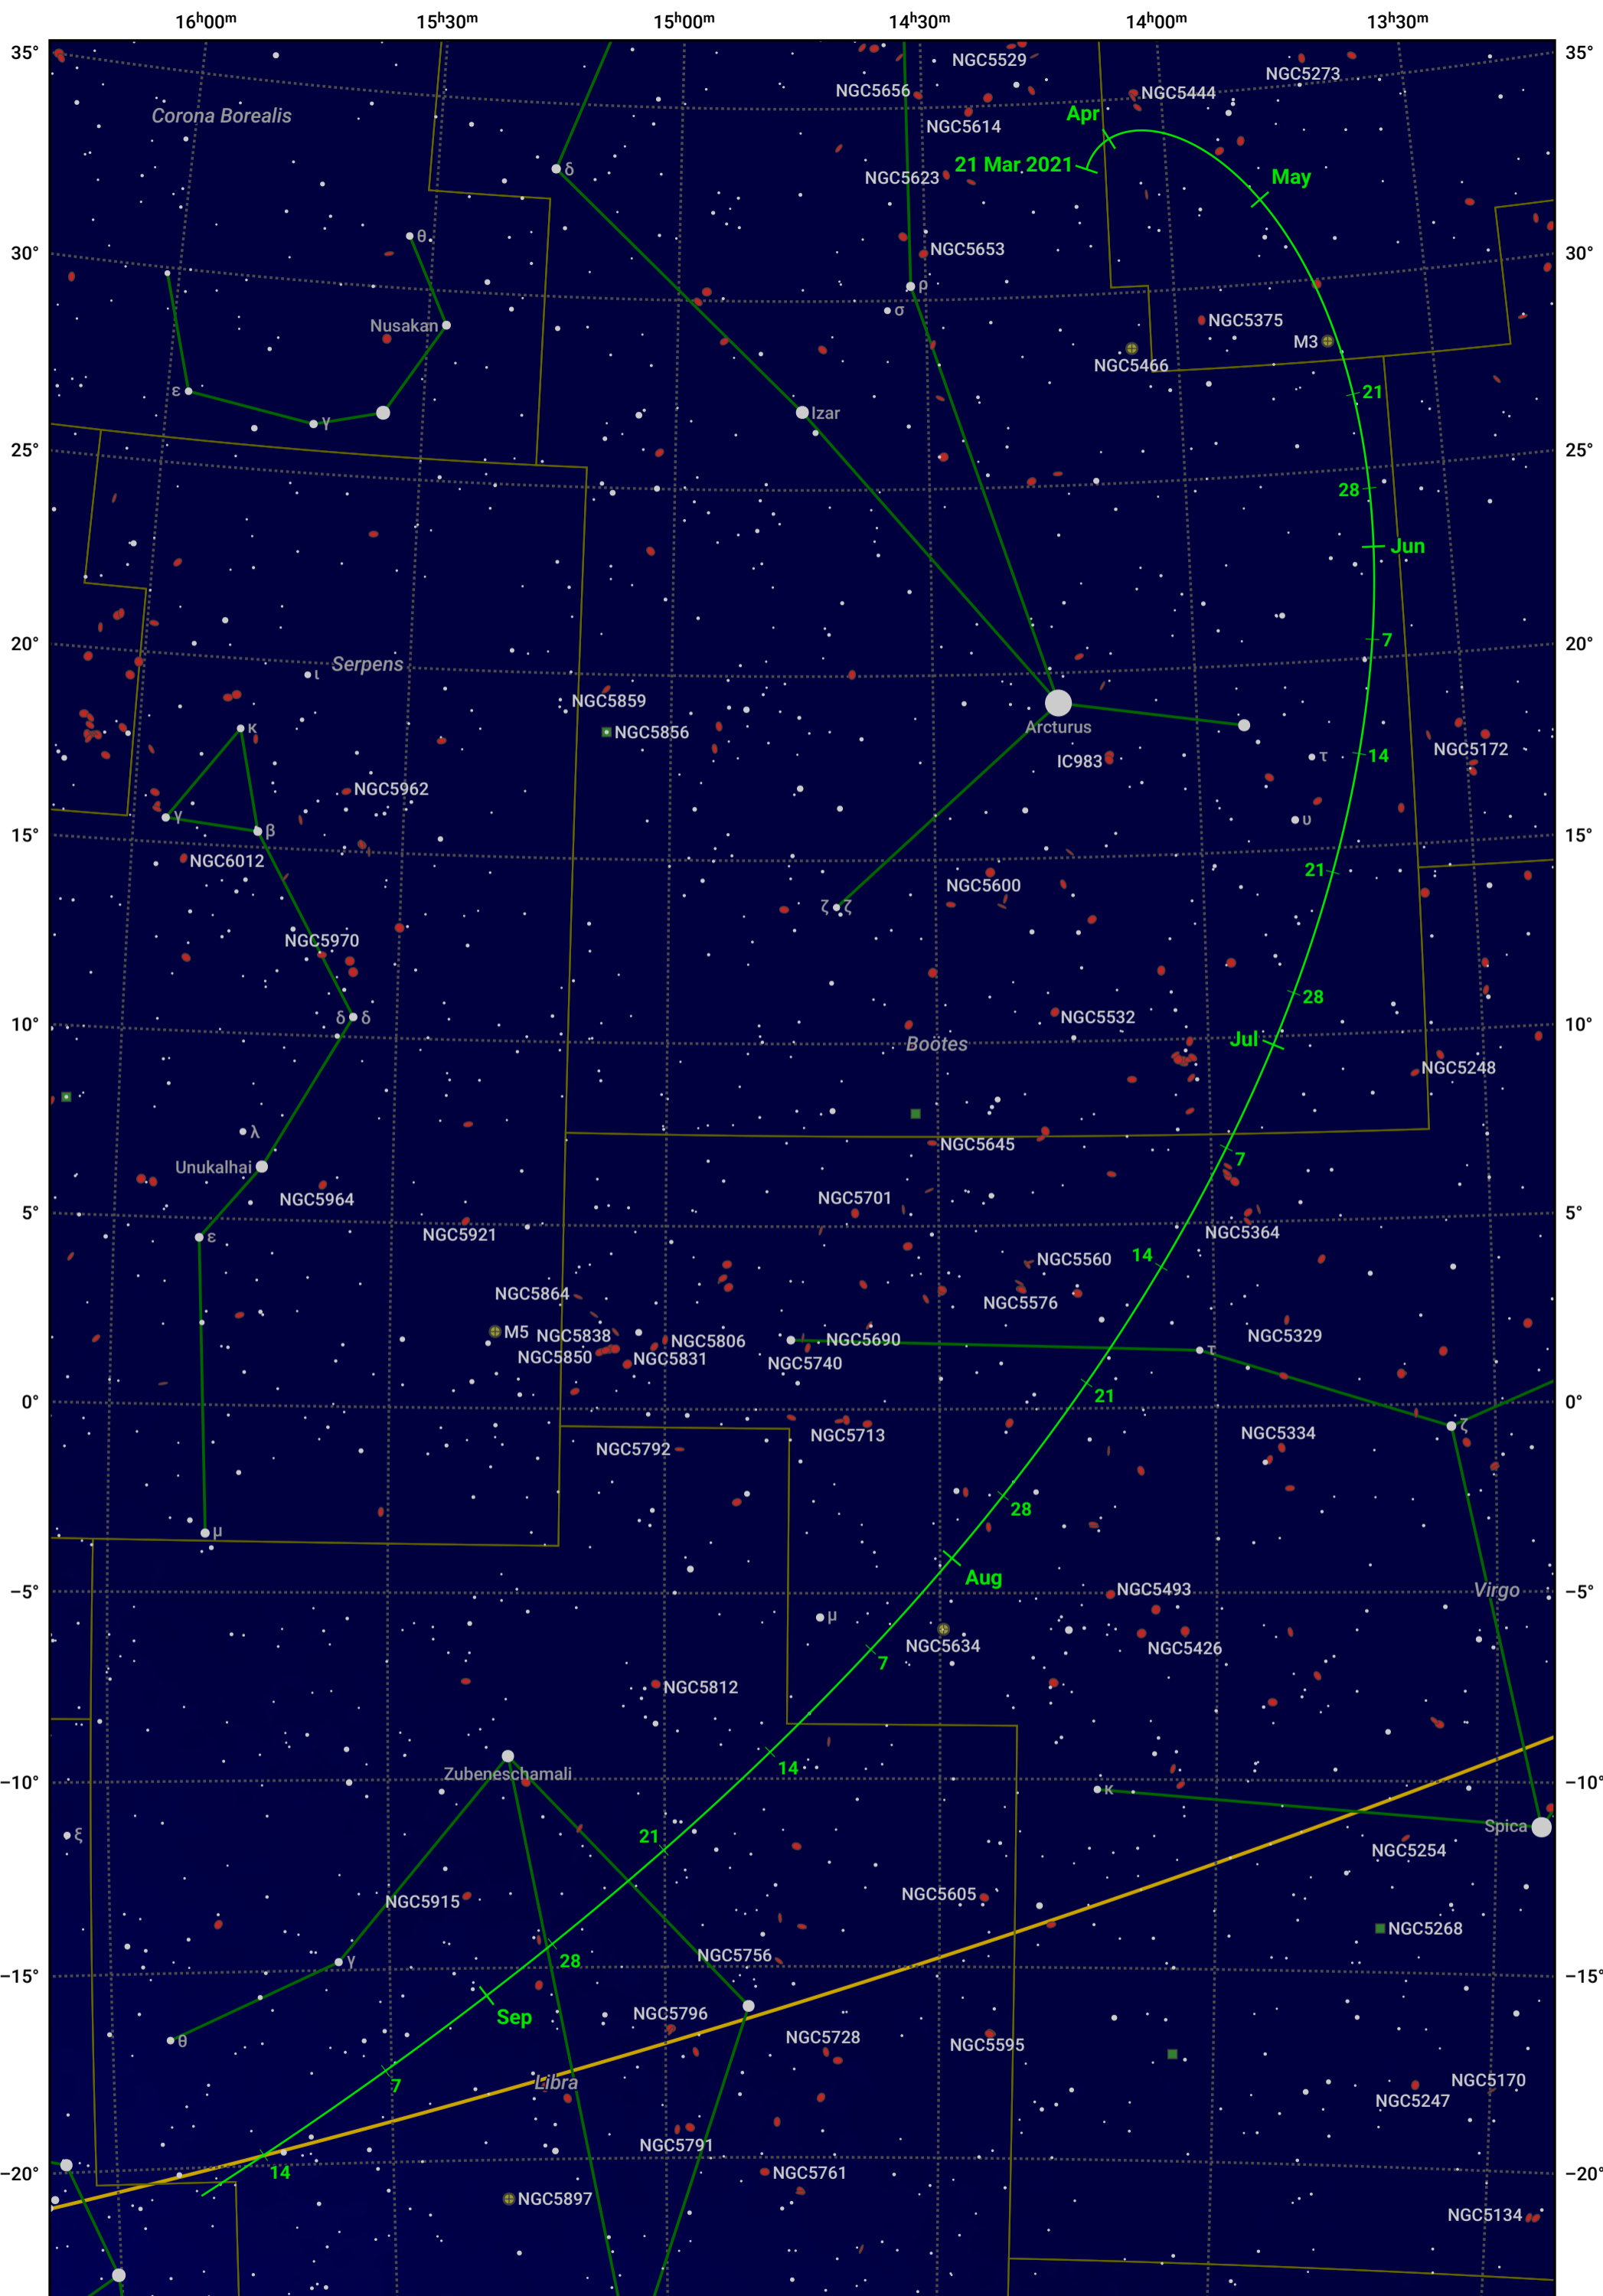 16h00m 15h30m 15h00m 14h30m 14h00m 13h30m
35° 35°
NGC5529
NGC5273
NGC5656
NGC5444
Corona Borealis
Apr
NGC5614
21 Mar 2021
δ
NGC5623
May
θ
NGC5653
30° 30°
ρ
σ
NGC5375
Nusakan
M3
NGC5466
ε
21
Izar
γ
25° 25°
28
Jun
20° 7 20°
Serpens
ι
NGC5859
κ
Arcturus
NGC5856
NGC5172
τ 14
IC983
NGC5962
γ
υ
β
15° 15°
NGC6012
21
NGC5600
ζ ζ
NGC5970
28
δ δ
NGC5532
10° 10°
Jul
Boötes
NGC5248
λ
NGC5645
7
Unukalhai
NGC5964
NGC5701
5° 5°
NGC5921
NGC5364
ε
14
NGC5560
NGC5864
NGC5576
M5
NGC5838
NGC5806
NGC5690
NGC5329
τ
NGC5850
NGC5831
NGC5740
21
0° 0°
ζ
NGC5713
NGC5334
NGC5792
28
μ
Aug
−5° −5°
NGC5493
Virgo
μ
NGC5634
NGC5426
7
NGC5812
14
Zubeneschamali
−10° −10°
κ
Spica
ξ
21
NGC5254
NGC5605
NGC5915
NGC5268
NGC5756
γ
28
−15° −15°
NGC5796
Sep
NGC5728
θ
NGC5595
NGC5170
Libra
7
NGC5247
NGC5791
14
NGC5761
−20° −20°
NGC5897
NGC5134